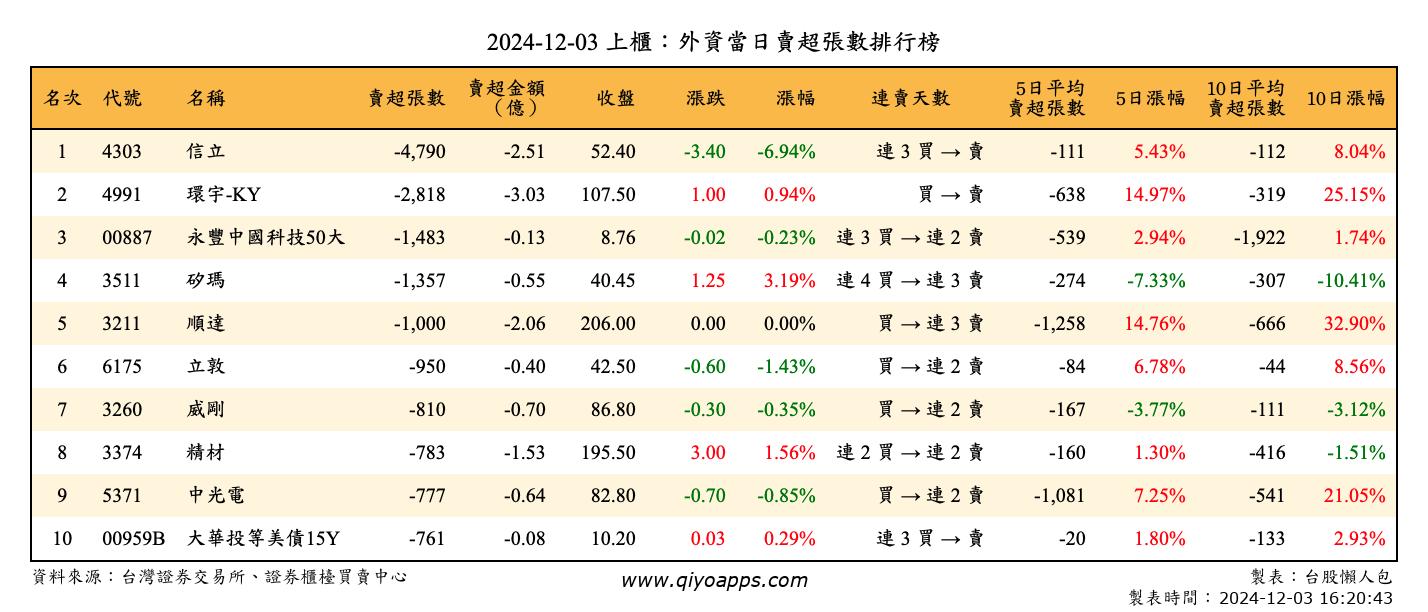 2024-12-03 上櫃：外資當日賣超張數排行榜
名次 代號 名稱 賣超張數 賣超金額（億） 收盤 漲跌 漲幅 連賣天數 5日平均賣超張數 5日漲幅 10日平均賣超張數 10日漲幅
1 4303 信立 -4,790 -2.51 52.40 -3.40 -6.94% 連 3 買 → 賣 -111 5.43% -112 8.04%
2 4991 環宇-KY -2,818 -3.03 107.50 1.00 0.94% 買 → 賣 -638 14.97% -319 25.15%
3 00887 永豐中國科技50大 -1,483 -0.13 8.76 -0.02 -0.23% 連 3 買 → 連 2 賣 -539 2.94% -1,922 1.74%
4 3511 矽瑪 -1,357 -0.55 40.45 1.25 3.19% 連 4 買 → 連 3 賣 -274 -7.33% -307 -10.41%
5 3211 順達 -1,000 -2.06 206.00 0.00 0.00% 買 → 連 3 賣 -1,258 14.76% -666 32.90%
6 6175 立敦 -950 -0.40 42.50 -0.60 -1.43% 買 → 連 2 賣 -84 6.78% -44 8.56%
7 3260 威剛 -810 -0.70 86.80 -0.30 -0.35% 買 → 連 2 賣 -167 -3.77% -111 -3.12%
8 3374 精材 -783 -1.53 195.50 3.00 1.56% 連 2 買 → 連 2 賣 -160 1.30% -416 -1.51%
9 5371 中光電 -777 -0.64 82.80 -0.70 -0.85% 買 → 連 2 賣 -1,081 7.25% -541 21.05%
10 00959B 大華投等美債15Y -761 -0.08 10.20 0.03 0.29% 連 3 買 → 賣 -20 1.80% -133 2.93%
資料來源：台灣證券交易所、證券櫃檯買賣中心
www.qiyoapps.com
製表：台股懶人包
製表時間：2024-12-03 16:20:43